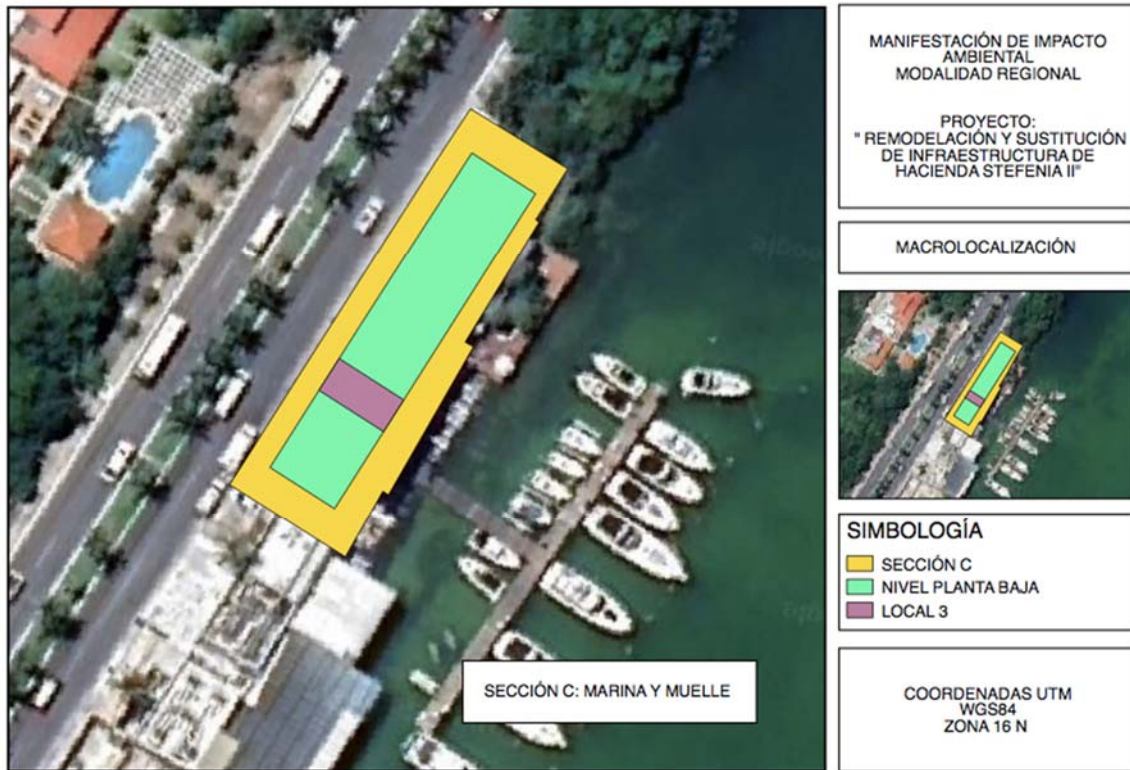 MANIFESTACIÓN DE IMPACTO
AMBIENTAL
MODALIDAD REGIONAL
PROYECTO:
" REMODELACIÓN Y SUSTITUCIÓN
DE INFRAESTRUCTURA DE
HACIENDA STEFENIA II"
MACROLOCALIZACIÓN
SIMBOLOGÍA
SECCIÓN C
NIVEL PLANTA BAJA
LOCAL 3
COORDENADAS UTM
WGS84
ZONA 16 N
SECCIÓN C: MARINA Y MUELLE